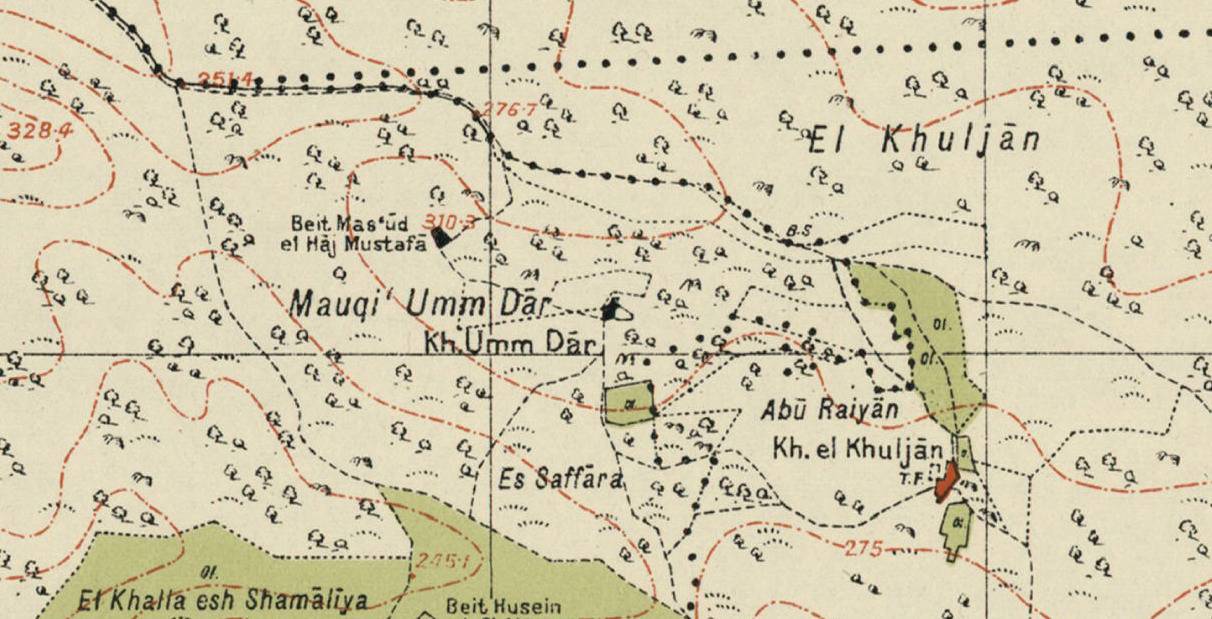 251·4
276·7
328·4
El Khuljān
Beit Mas'ūd
el Hāj Mustafā
310·3
B.S
Mauqi' Umm Dār
Kh. Umm Dār
Ol.
Ol.
Ol.
Abū Raiyān
Kh. el Khuljān
T.F.
Es Saffāra
Ol.
275
245·1
Ol.
El Khalla esh Shamālīya
Beit Husein